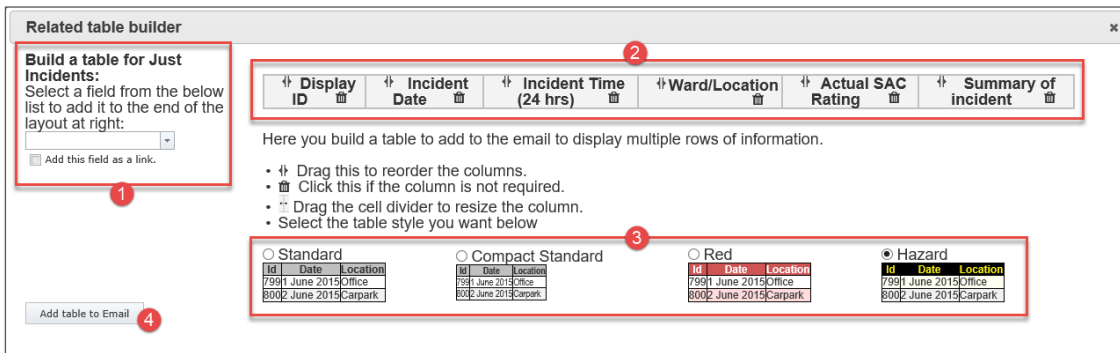 Related table builder
Build a table for Just
Incidents:
Select a field from the below
list to add it to the end of the
layout at right:
Add this field as a link.
1
2
Display ID
Incident Date
Incident Time (24 hrs)
Ward/Location
Actual SAC Rating
Summary of incident
Here you build a table to add to the email to display multiple rows of information.
• Drag this to reorder the columns.
• Click this if the column is not required.
• Drag the cell divider to resize the column.
• Select the table style you want below
3
Standard
Id Date Location
799 1 June 2015 Office
800 2 June 2015 Carpark
Compact Standard
Id Date Location
799 1 June 2015 Office
800 2 June 2015 Carpark
Red
Id Date Location
799 1 June 2015 Office
800 2 June 2015 Carpark
Hazard
Id Date Location
799 1 June 2015 Office
800 2 June 2015 Carpark
Add table to Email
4